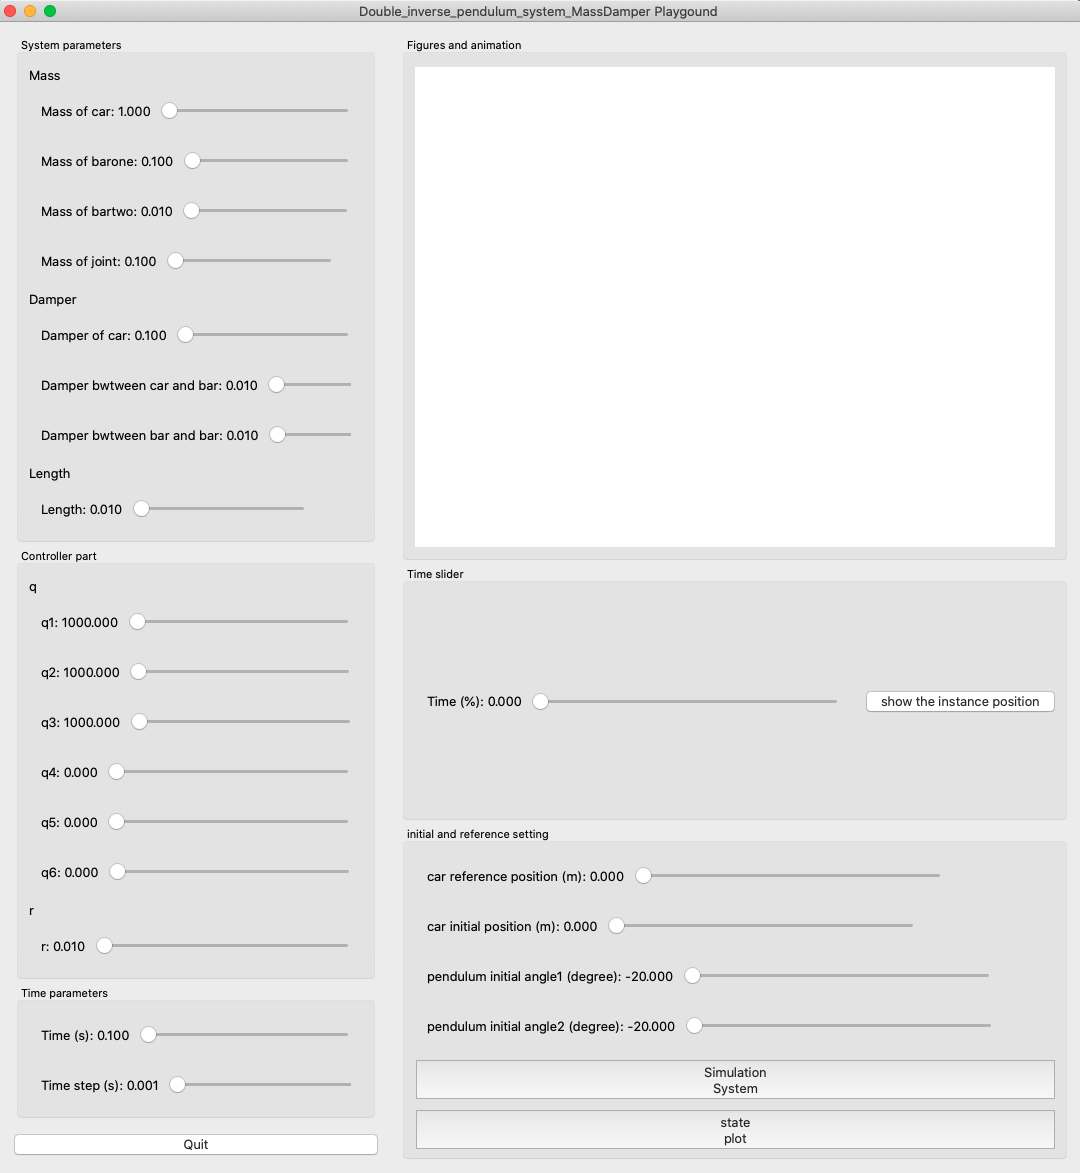 Double_inverse_pendulum_system_MassDamper Playgound
System parameters
Mass
Mass of car: 1.000
Mass of barone: 0.100
Mass of bartwo: 0.010
Mass of joint: 0.100
Damper
Damper of car: 0.100
Damper bwtween car and bar: 0.010
Damper bwtween bar and bar: 0.010
Length
Length: 0.010
Controller part
q
q1: 1000.000
q2: 1000.000
q3: 1000.000
q4: 0.000
q5: 0.000
q6: 0.000
r
r: 0.010
Time parameters
Time (s): 0.100
Time step (s): 0.001
Quit
Figures and animation
Time slider
Time (%): 0.000
show the instance position
initial and reference setting
car reference position (m): 0.000
car initial position (m): 0.000
pendulum initial angle1 (degree): -20.000
pendulum initial angle2 (degree): -20.000
Simulation
System
state
plot